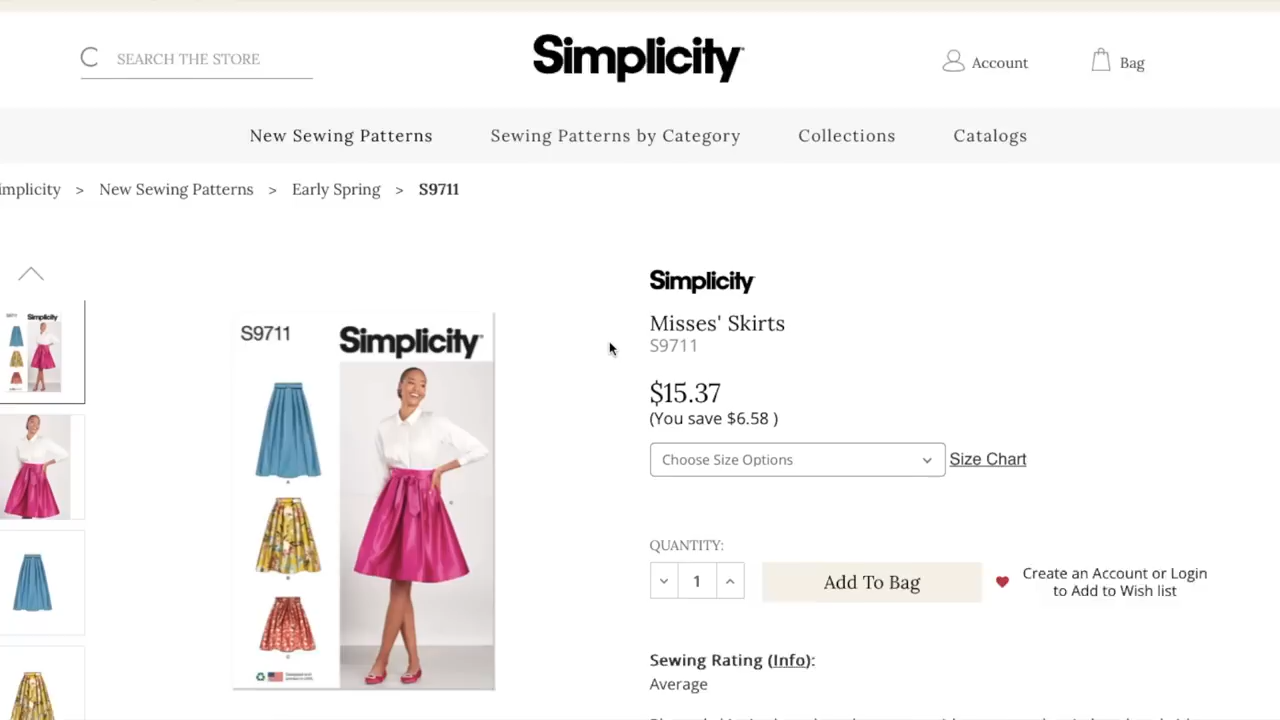 SEARCH THE STORE
Simplicity
Account
Bag
New Sewing Patterns
Sewing Patterns by Category
Collections
Catalogs
implicity > New Sewing Patterns > Early Spring > S9711
Simplicity
S9711
Simplicity
Simplicity
Misses' Skirts
S9711
$15.37
(You save $6.58 )
Choose Size Options
Size Chart
QUANTITY:
1
Add To Bag
Create an Account or Login
to Add to Wish list
Sewing Rating (Info):
Average